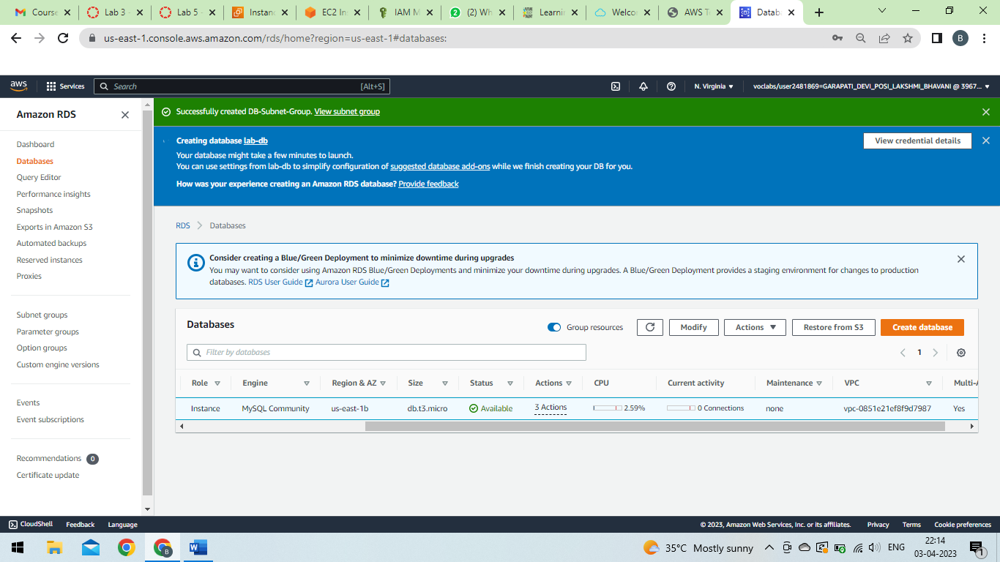 Course
Lab 3
Lab 5 -
Instanc
EC2 In
IAM M
(2) Wh
Learnin
Welco
AWS T
Datab
us-east-1.console.aws.amazon.com/rds/home?region=us-east-1#databases:
B
aws
Services
Search
[Alt+S]
N. Virginia
voclabs/user2481869=GARAPATI_DEVI_POSI_LAKSHMI_BHAVANI @ 3967...
Amazon RDS
Dashboard
Databases
Query Editor
Performance insights
Snapshots
Exports in Amazon S3
Automated backups
Reserved instances
Proxies
Subnet groups
Parameter groups
Option groups
Custom engine versions
Events
Event subscriptions
Recommendations 0
Certificate update
Successfully created DB-Subnet-Group. View subnet group
Creating database lab-db
View credential details
Your database might take a few minutes to launch.
You can use settings from lab-db to simplify configuration of suggested database add-ons while we finish creating your DB for you.
How was your experience creating an Amazon RDS database? Provide feedback
RDS
Databases
Consider creating a Blue/Green Deployment to minimize downtime during upgrades
You may want to consider using Amazon RDS Blue/Green Deployments and minimize your downtime during upgrades. A Blue/Green Deployment provides a staging environment for changes to production
databases. RDS User Guide Aurora User Guide
Databases
Group resources
Modify
Actions
Restore from S3
Create database
Filter by databases
1
Role Engine Region & AZ Size Status Actions CPU Current activity Maintenance VPC Multi-A
Instance MySQL Community us-east-1b db.t3.micro Available 3 Actions 2.59% 0 Connections none vpc-0851e21ef8f9d7987 Yes
CloudShell
Feedback
Language
© 2023, Amazon Web Services, Inc. or its affiliates.
Privacy
Terms
Cookie preferences
B
35°C Mostly sunny
ENG
22:14
03-04-2023
1